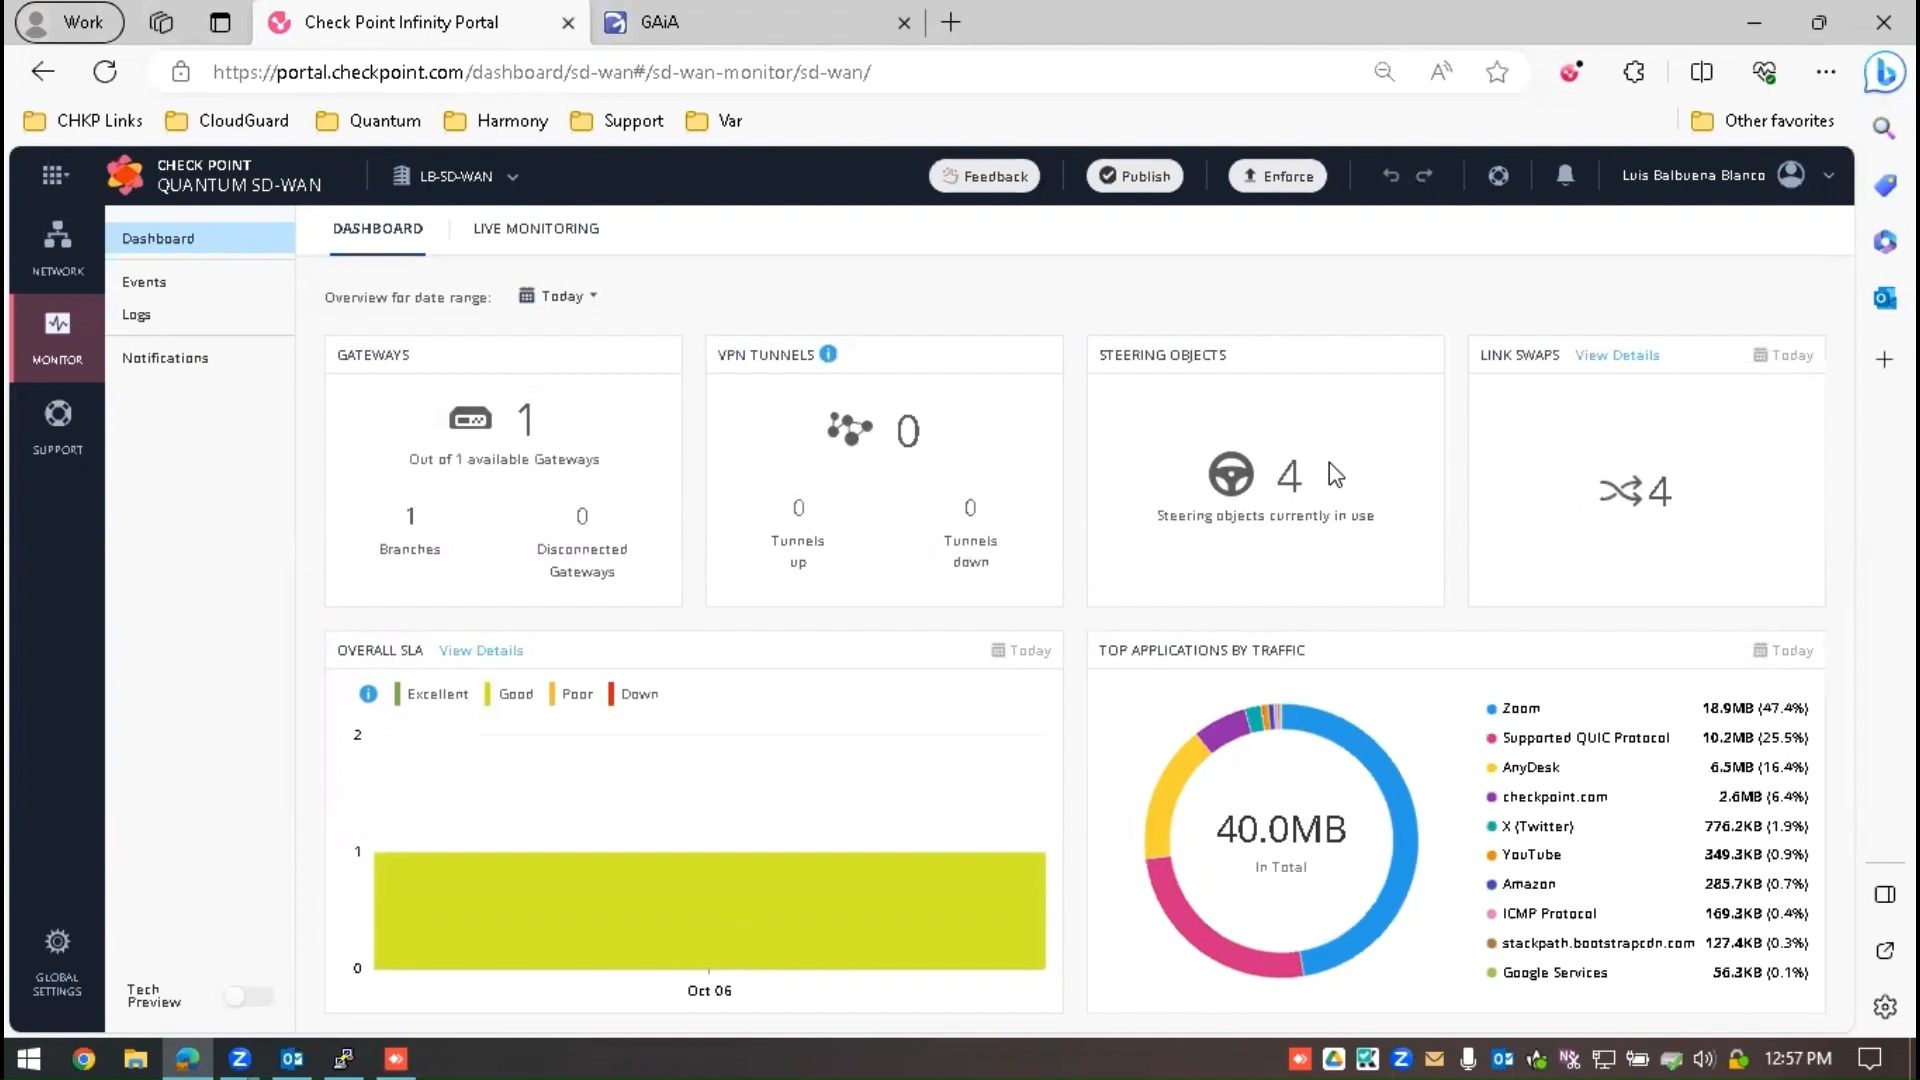 Work
Check Point Infinity Portal
GAiA
https://portal.checkpoint.com/dashboard/sd-wan#/sd-wan-monitor/sd-wan/
CHKP Links
CloudGuard
Quantum
Harmony
Support
Var
Other favorites
CHECK POINT
QUANTUM SD-WAN
LB-SD-WAN
Feedback
Publish
Enforce
Luis Balbuena Blanco
NETWORK
MONITOR
SUPPORT
GLOBAL
SETTINGS
Dashboard
Events
Logs
Notifications
Tech
Preview
DASHBOARD
LIVE MONITORING
Overview for date range:
Today
GATEWAYS
1
Out of 1 available Gateways
1
Branches
0
Disconnected
Gateways
VPN TUNNELS
0
0
Tunnels
up
0
Tunnels
down
STEERING OBJECTS
4
Steering objects currently in use
LINK SWAPS
View Details
Today
4
OVERALL SLA
View Details
Today
Excellent
Good
Poor
Down
2
1
0
Oct 06
TOP APPLICATIONS BY TRAFFIC
Today
40.0MB
In Total
Zoom 18.9MB (47.4%)
Supported QUIC Protocol 10.2MB (25.5%)
AnyDesk 6.5MB (16.4%)
checkpoint.com 2.6MB (6.4%)
X (Twitter) 776.2KB (1.9%)
YouTube 349.3KB (0.9%)
Amazon 285.7KB (0.7%)
ICMP Protocol 169.3KB (0.4%)
stackpath.bootstrapcdn.com 127.4KB (0.3%)
Google Services 56.3KB (0.1%)
12:57 PM